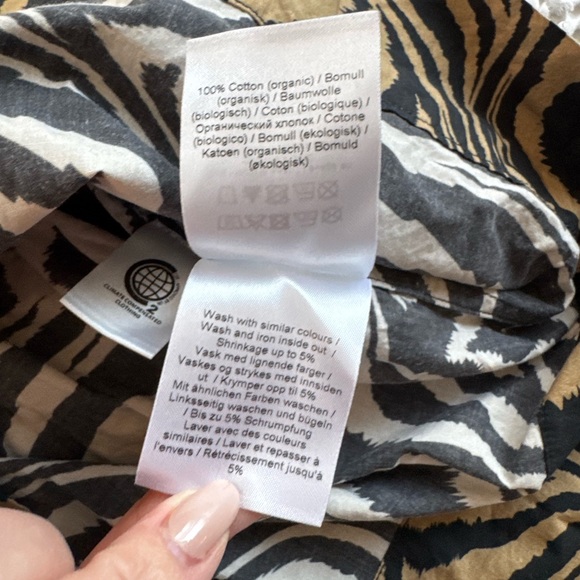 100% Cotton (organic) / Bomull
(organisk) / Baumwolle
(biologisch) / Coton (biologique) /
Органический хлопок / Cotone
(biologico) / Bomull (ekologisk) /
Katoen (organisch) / Bomuld
(økologisk)
2
CLIMATE COMPENSATED
CLOTHING
Wash with similar colours /
Wash and iron inside out /
Shrinkage up to 5%
Vask med lignende farger /
Vaskes og strykes med innsiden
ut / Krymper opp til 5%
Mit ähnlichen Farben waschen /
Linksseitig waschen und bügeln
/ Bis zu 5% Schrumpfung
Laver avec des couleurs
similaires / Laver et repasser à
l'envers / Rétrécissement jusqu'à
5%